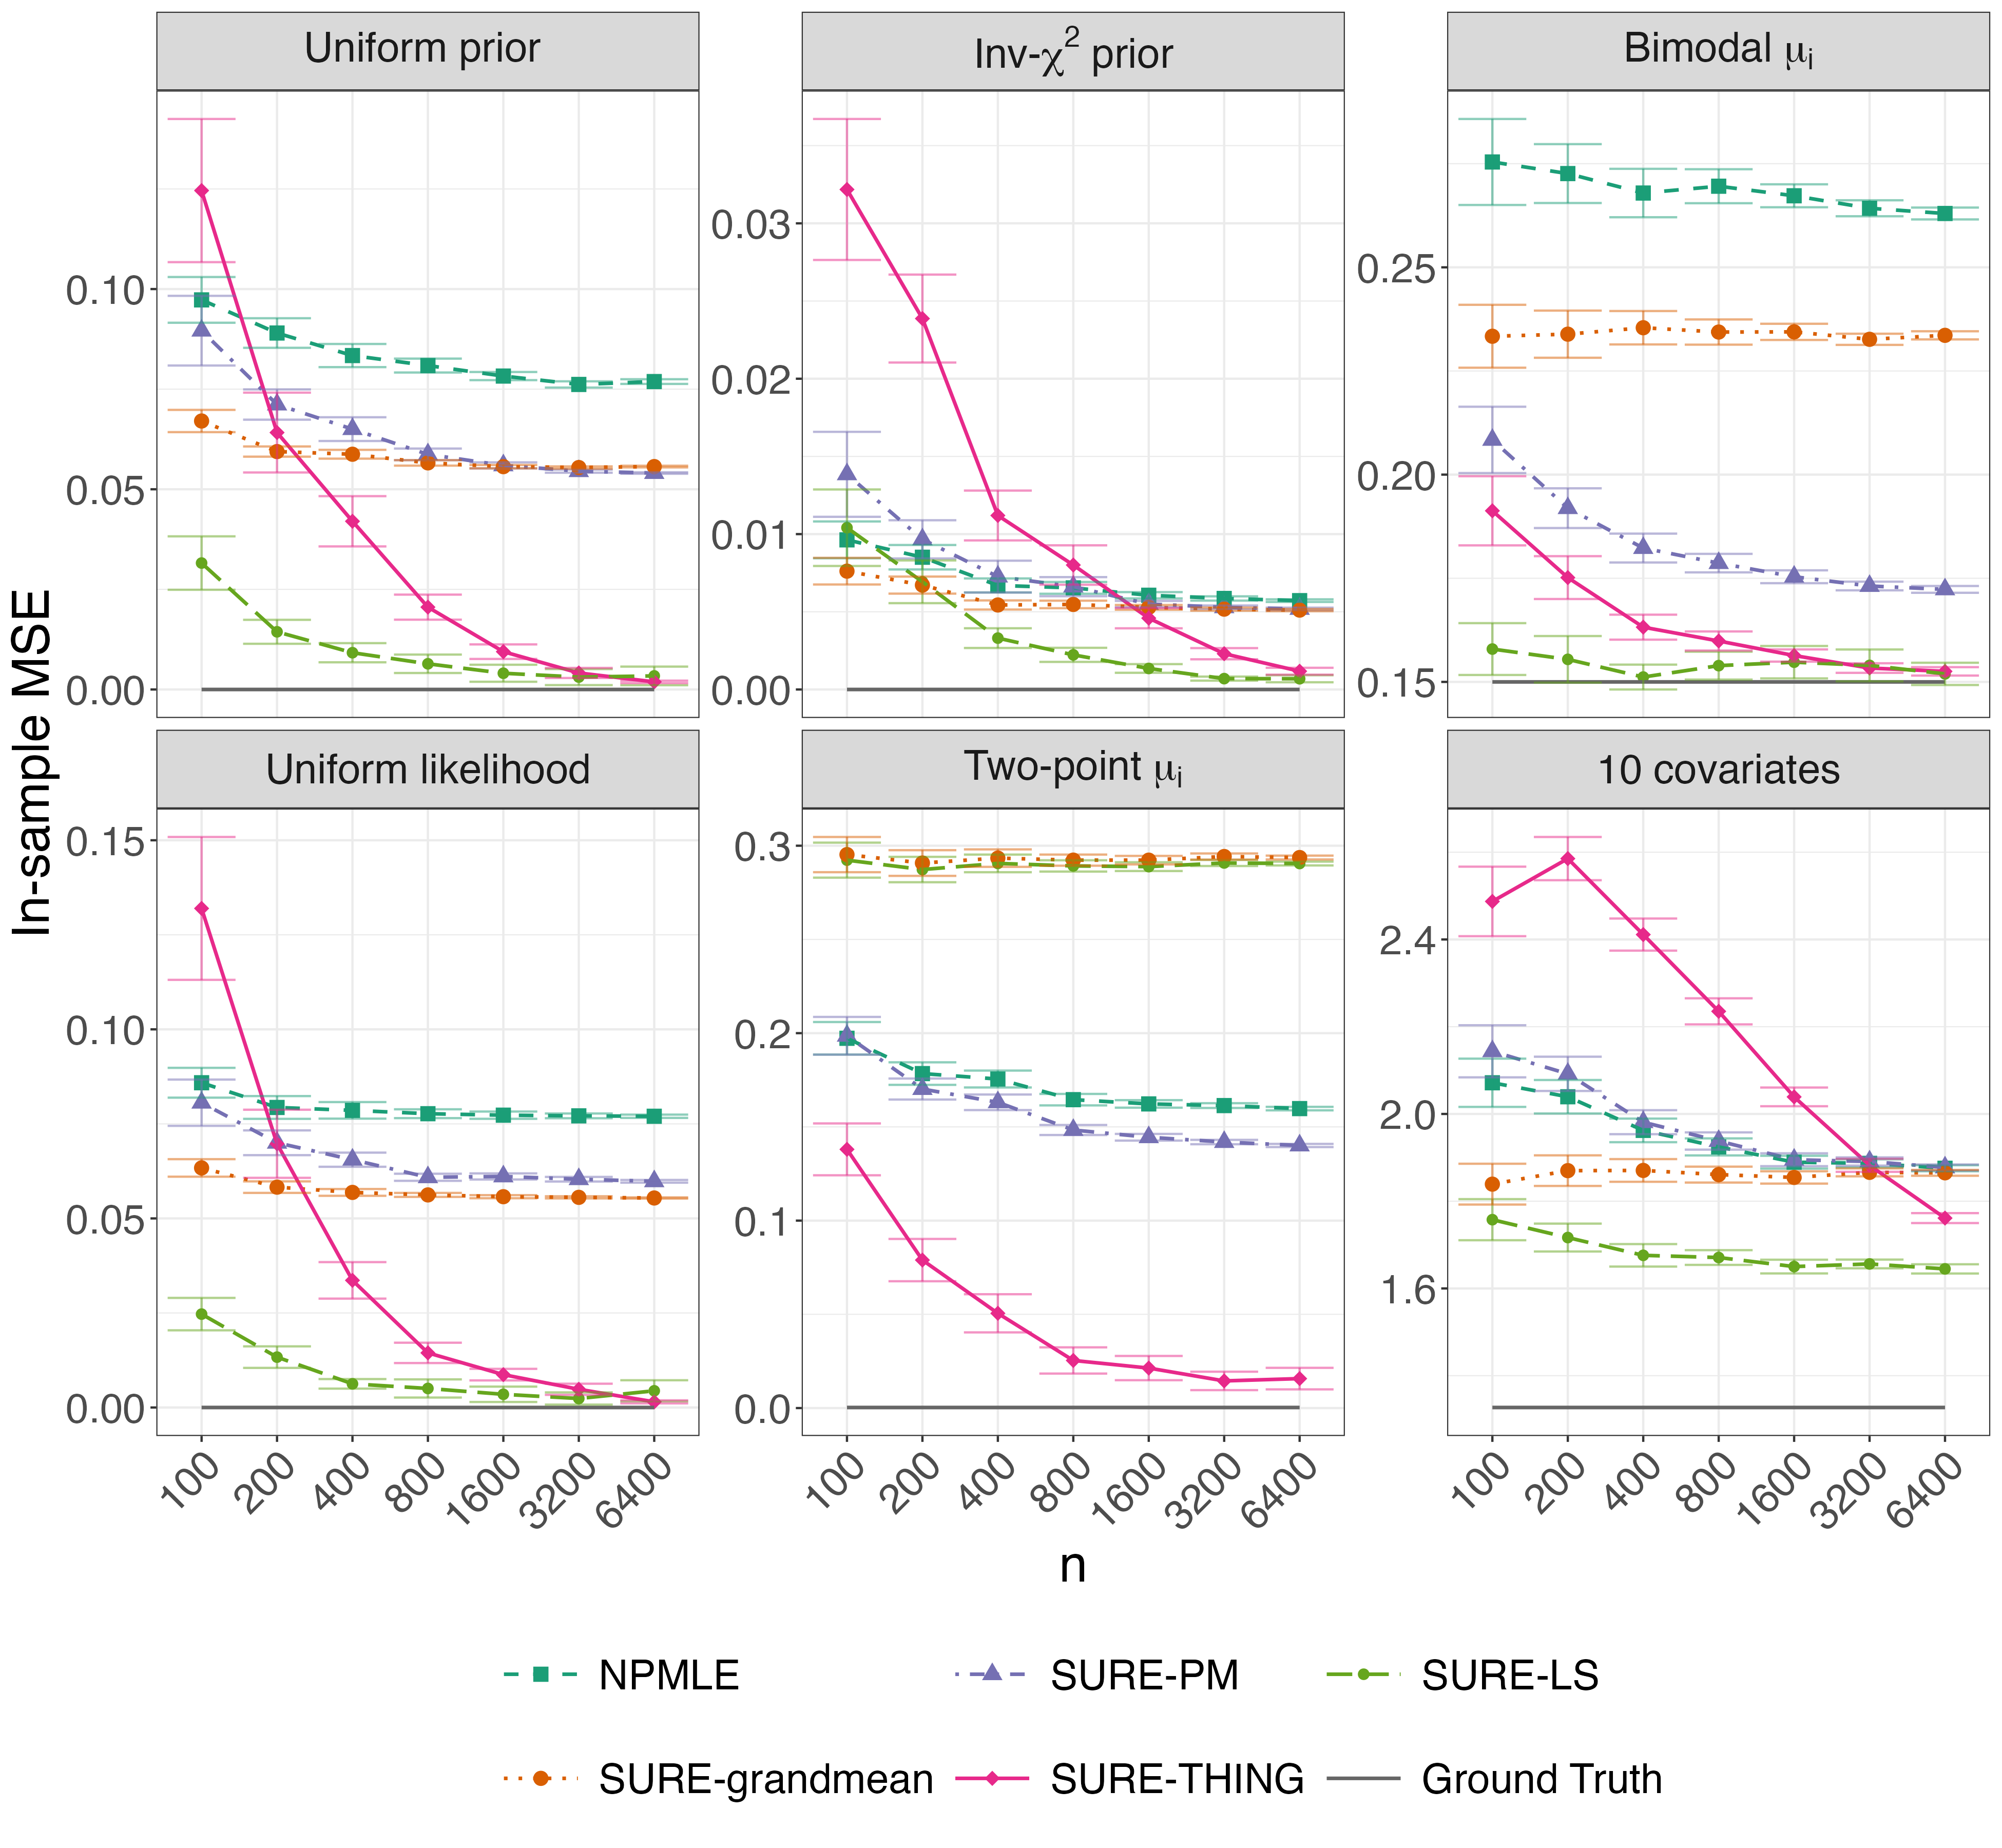 Uniform prior
Inv-χ² prior
Bimodal μᵢ
0.10
0.05
0.00
0.03
0.02
0.01
0.00
0.25
0.20
0.15
In-sample MSE
Uniform likelihood
Two-point μᵢ
10 covariates
0.15
0.10
0.05
0.00
0.3
0.2
0.1
0.0
2.4
2.0
1.6
100 200 400 800 1600 3200 6400
100 200 400 800 1600 3200 6400
100 200 400 800 1600 3200 6400
n
NPMLE
SURE-PM
SURE-LS
SURE-grandmean
SURE-THING
Ground Truth